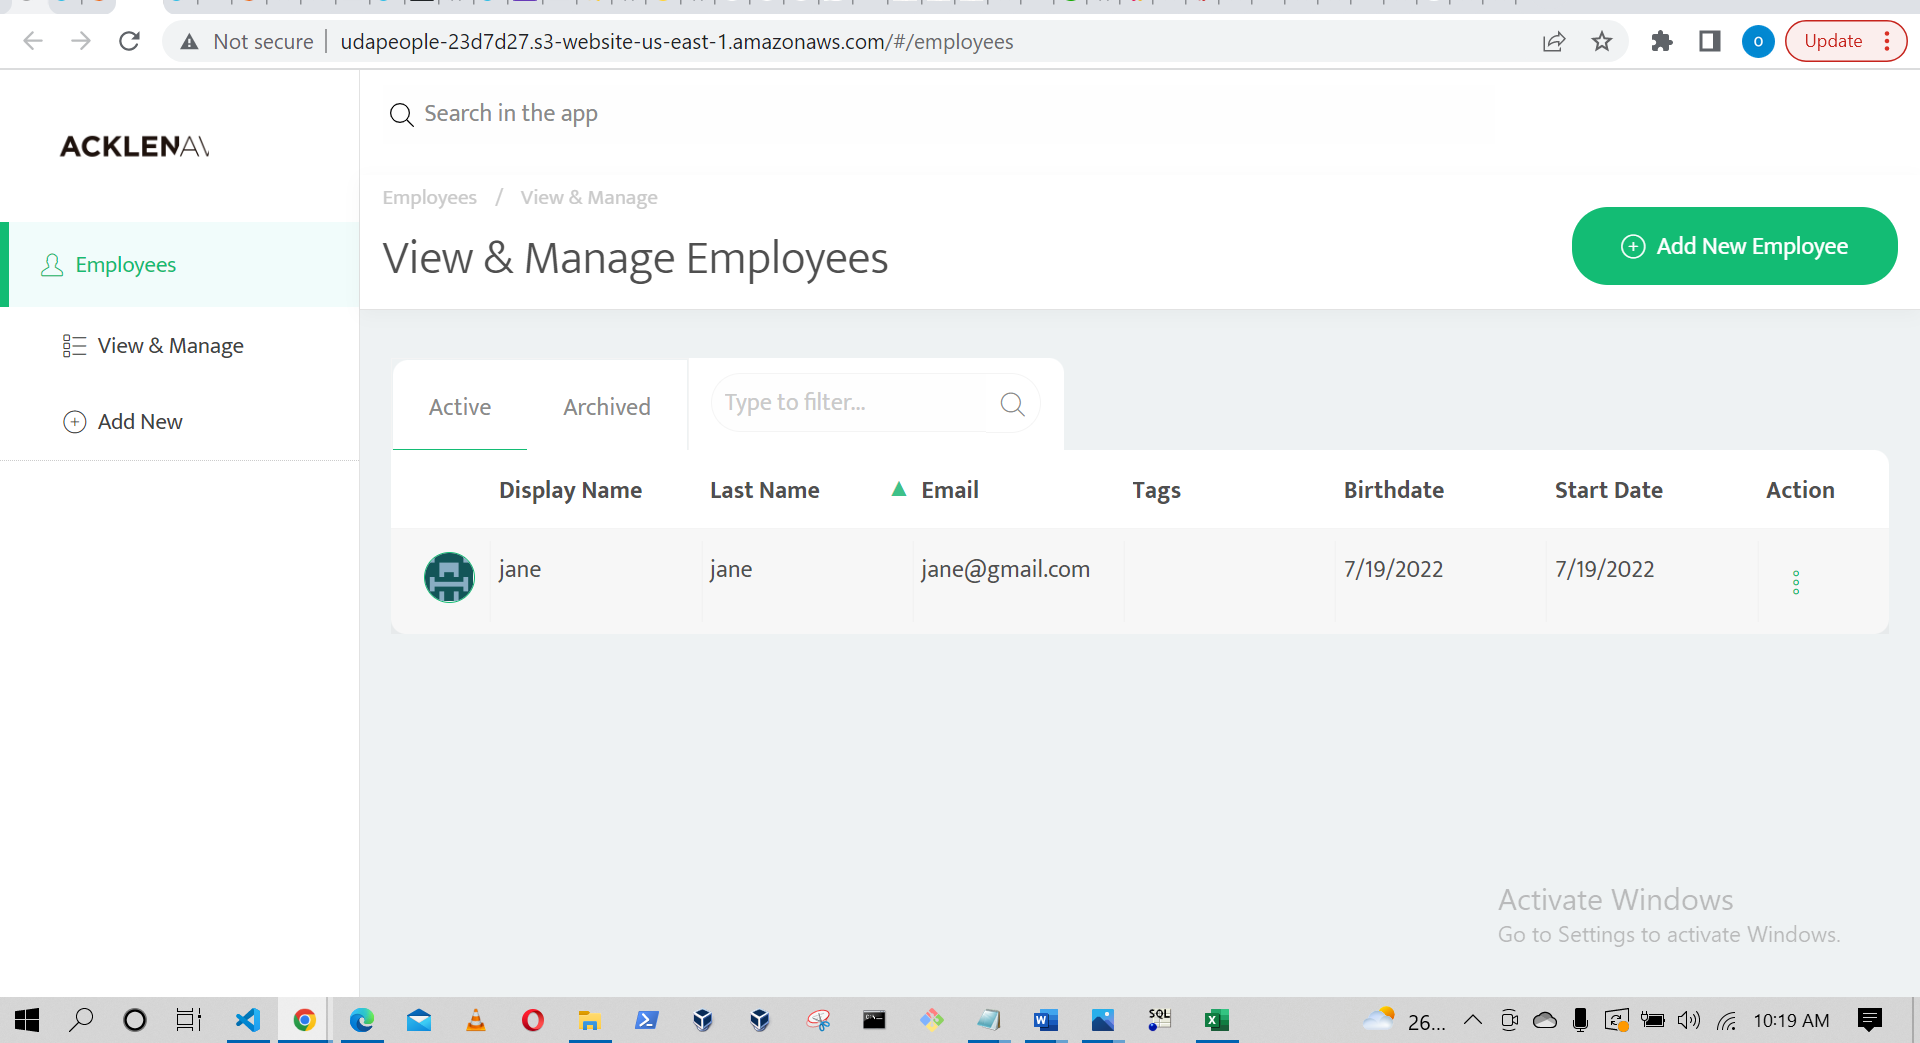 Not secure | udapeople-23d7d27.s3-website-us-east-1.amazonaws.com/#/employees
O
Update
Search in the app
ACKLENAV
Employees / View & Manage
View & Manage Employees
Add New Employee
Employees
View & Manage
Add New
Active Archived Type to filter...
Display Name Last Name ▲ Email Tags Birthdate Start Date Action
jane jane jane@gmail.com 7/19/2022 7/19/2022
Activate Windows
Go to Settings to activate Windows.
SQL
26... 10:19 AM